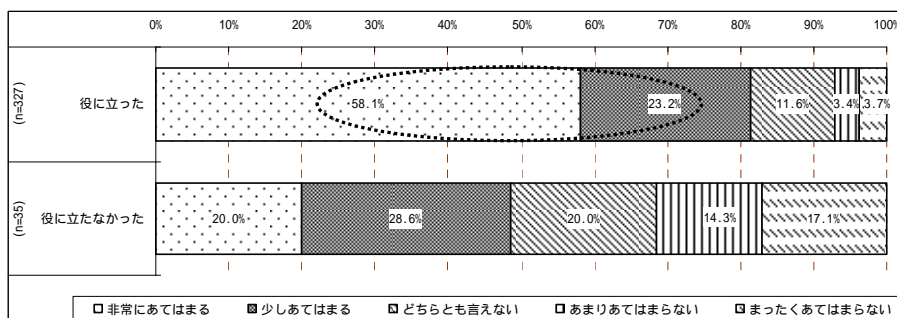 0% 10% 20% 30% 40% 50% 60% 70% 80% 90% 100%
(n=327) 役に立った 58.1% 23.2% 11.6% 3.4% 3.7%
(n=35) 役に立たなかった 20.0% 28.6% 20.0% 14.3% 17.1%
非常にあてはまる 少しあてはまる どちらとも言えない あまりあてはまらない まったくあてはまらない